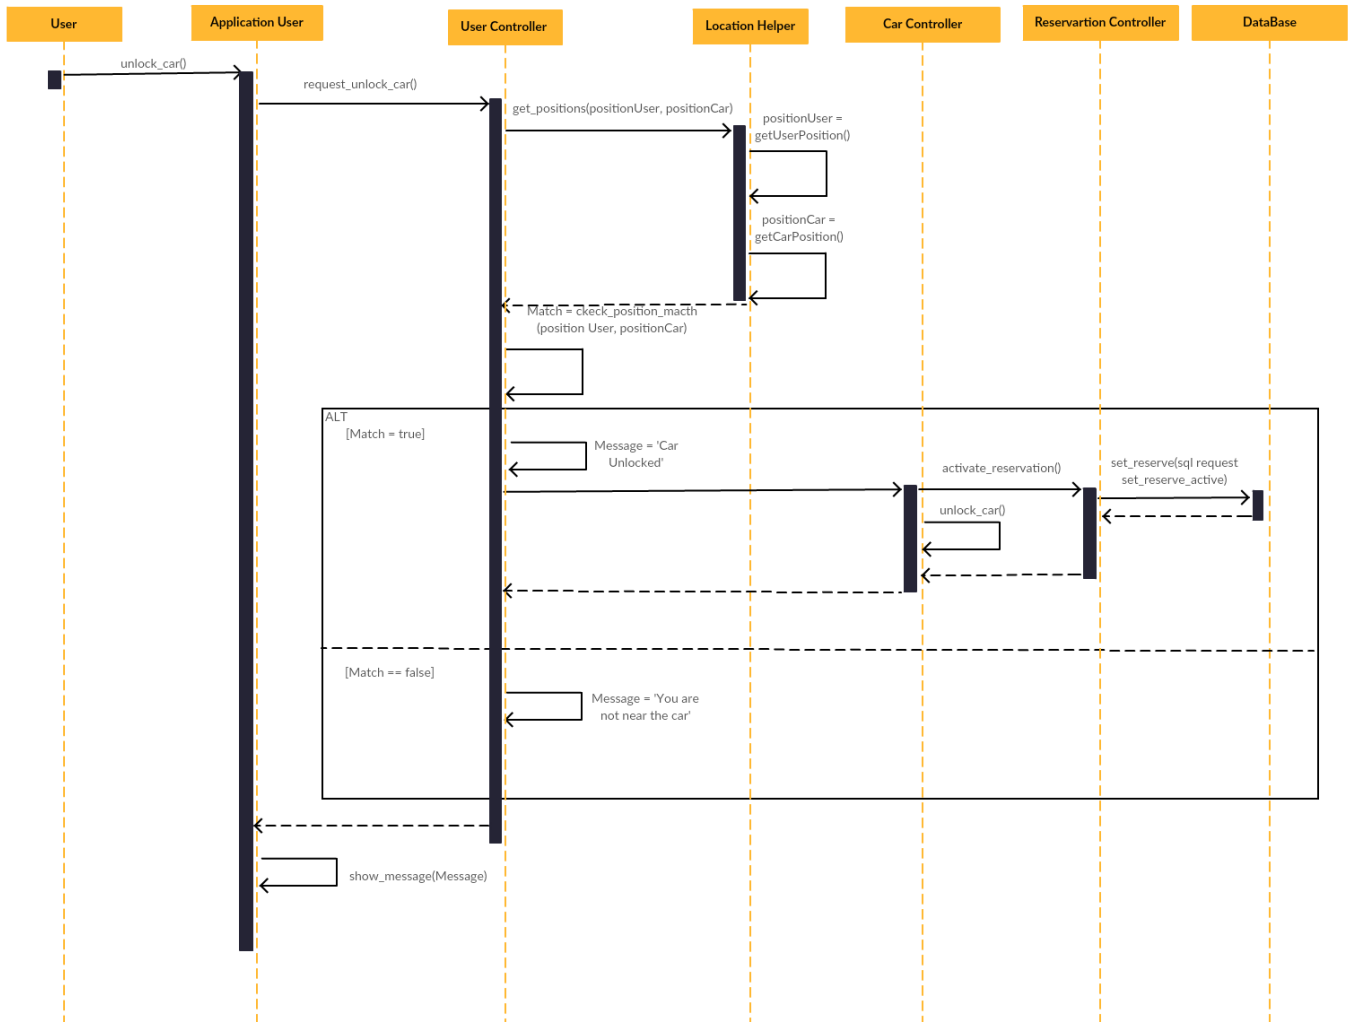 User
Application User
User Controller
Location Helper
Car Controller
Reservartion Controller
DataBase
unlock_car()
request_unlock_car()
get_positions(positionUser, positionCar)
positionUser =
getUserPosition()
positionCar =
getCarPosition()
Match = ckeck_position_macth
(position User, positionCar)
ALT
[Match = true]
Message = 'Car
Unlocked'
activate_reservation()
set_reserve(sql request
set_reserve_active)
unlock_car()
[Match == false]
Message = 'You are
not near the car'
show_message(Message)